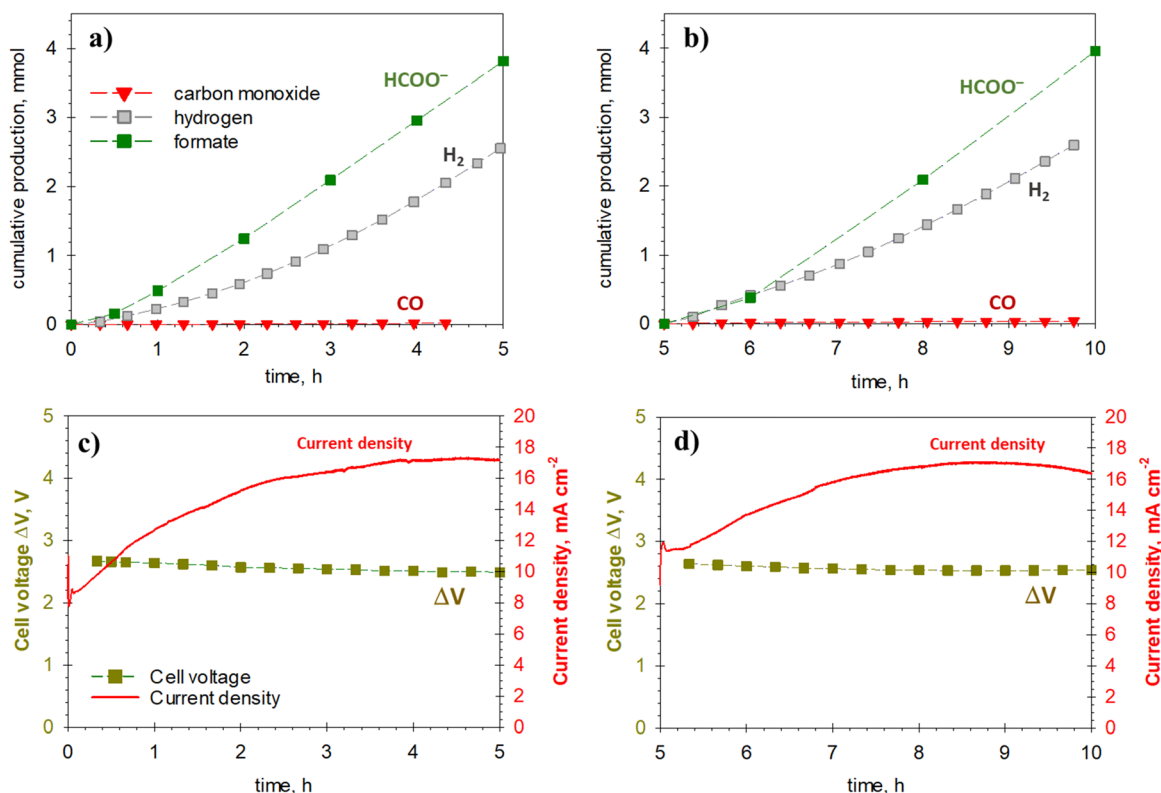 a)
cumulative production, mmol
4
3
2
1
0
carbon monoxide
hydrogen
formate
HCOO⁻
H₂
CO
0 1 2 3 4 5
time, h
b)
cumulative production, mmol
4
3
2
1
0
HCOO⁻
H₂
CO
5 6 7 8 9 10
time, h
c)
Cell voltage ΔV, V
5
4
3
2
1
0
Current density
ΔV
Cell voltage
Current density
20
18
16
14
12
10
8
6
4
2
0
Current density, mA cm⁻²
0 1 2 3 4 5
time, h
d)
Cell voltage ΔV, V
5
4
3
2
1
0
Current density
ΔV
20
18
16
14
12
10
8
6
4
2
0
Current density, mA cm⁻²
5 6 7 8 9 10
time, h